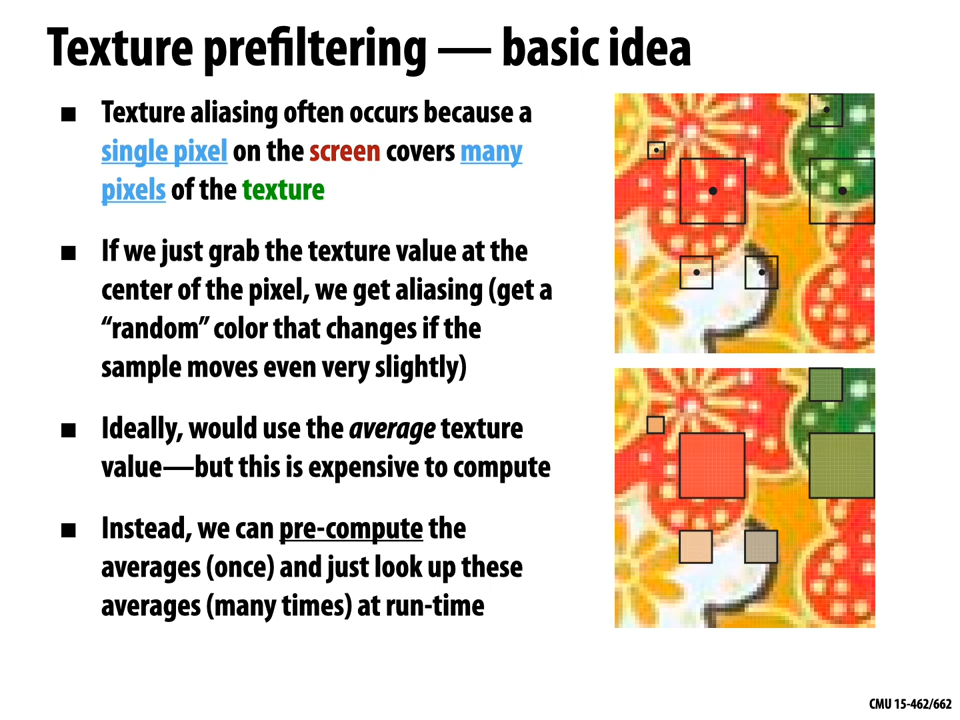 Texture prefiltering — basic idea
■ Texture aliasing often occurs because a
single pixel on the screen covers many
pixels of the texture
■ If we just grab the texture value at the
center of the pixel, we get aliasing (get a
“random” color that changes if the
sample moves even very slightly)
■ Ideally, would use the average texture
value—but this is expensive to compute
■ Instead, we can pre-compute the
averages (once) and just look up these
averages (many times) at run-time
CMU 15-462/662